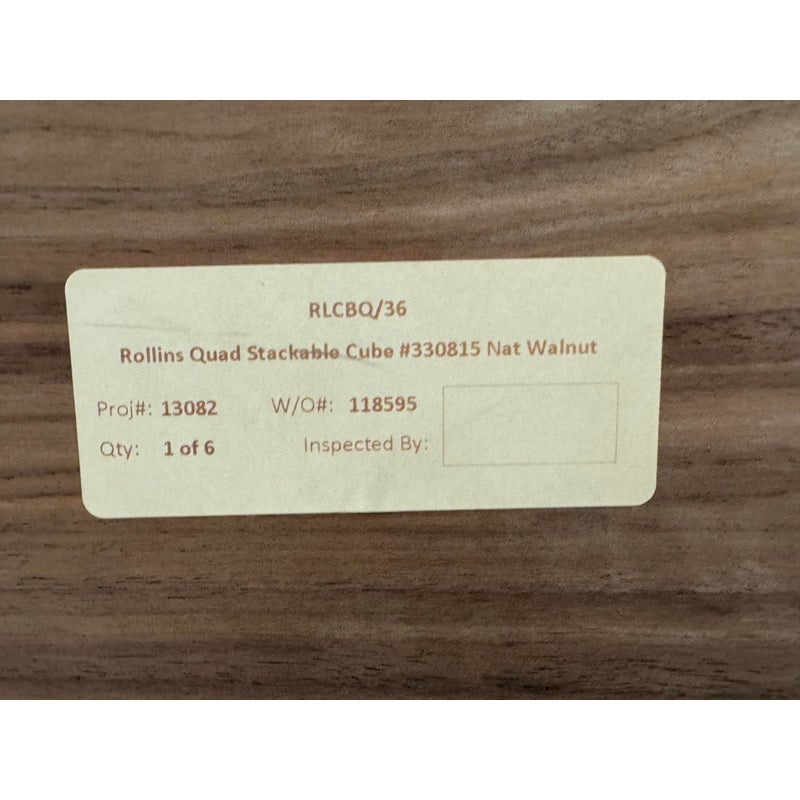 RLCBQ/36
Rollins Quad Stackable Cube #330815 Nat Walnut
Proj#: 13082 W/O#: 118595
Qty: 1 of 6 Inspected By: